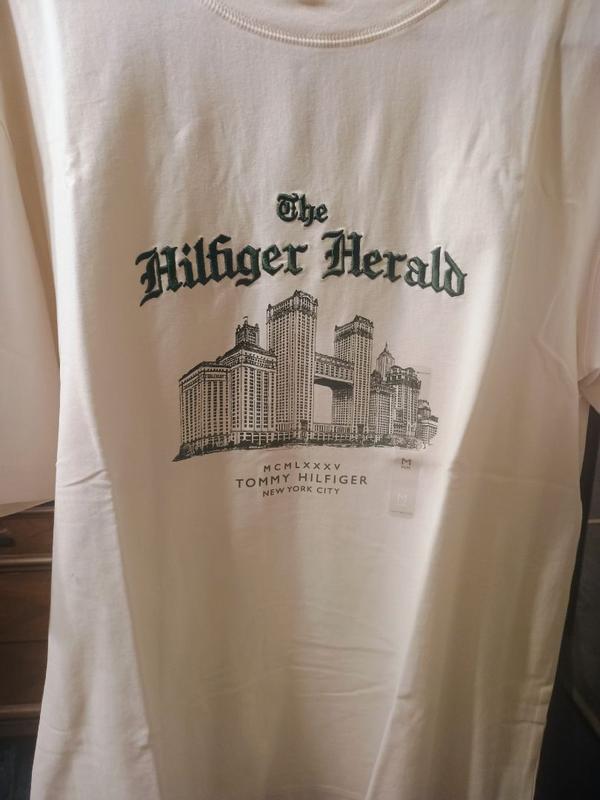 The
Hilfiger Herald
MCMLXXXV
TOMMY HILFIGER
NEW YORK CITY
M
M